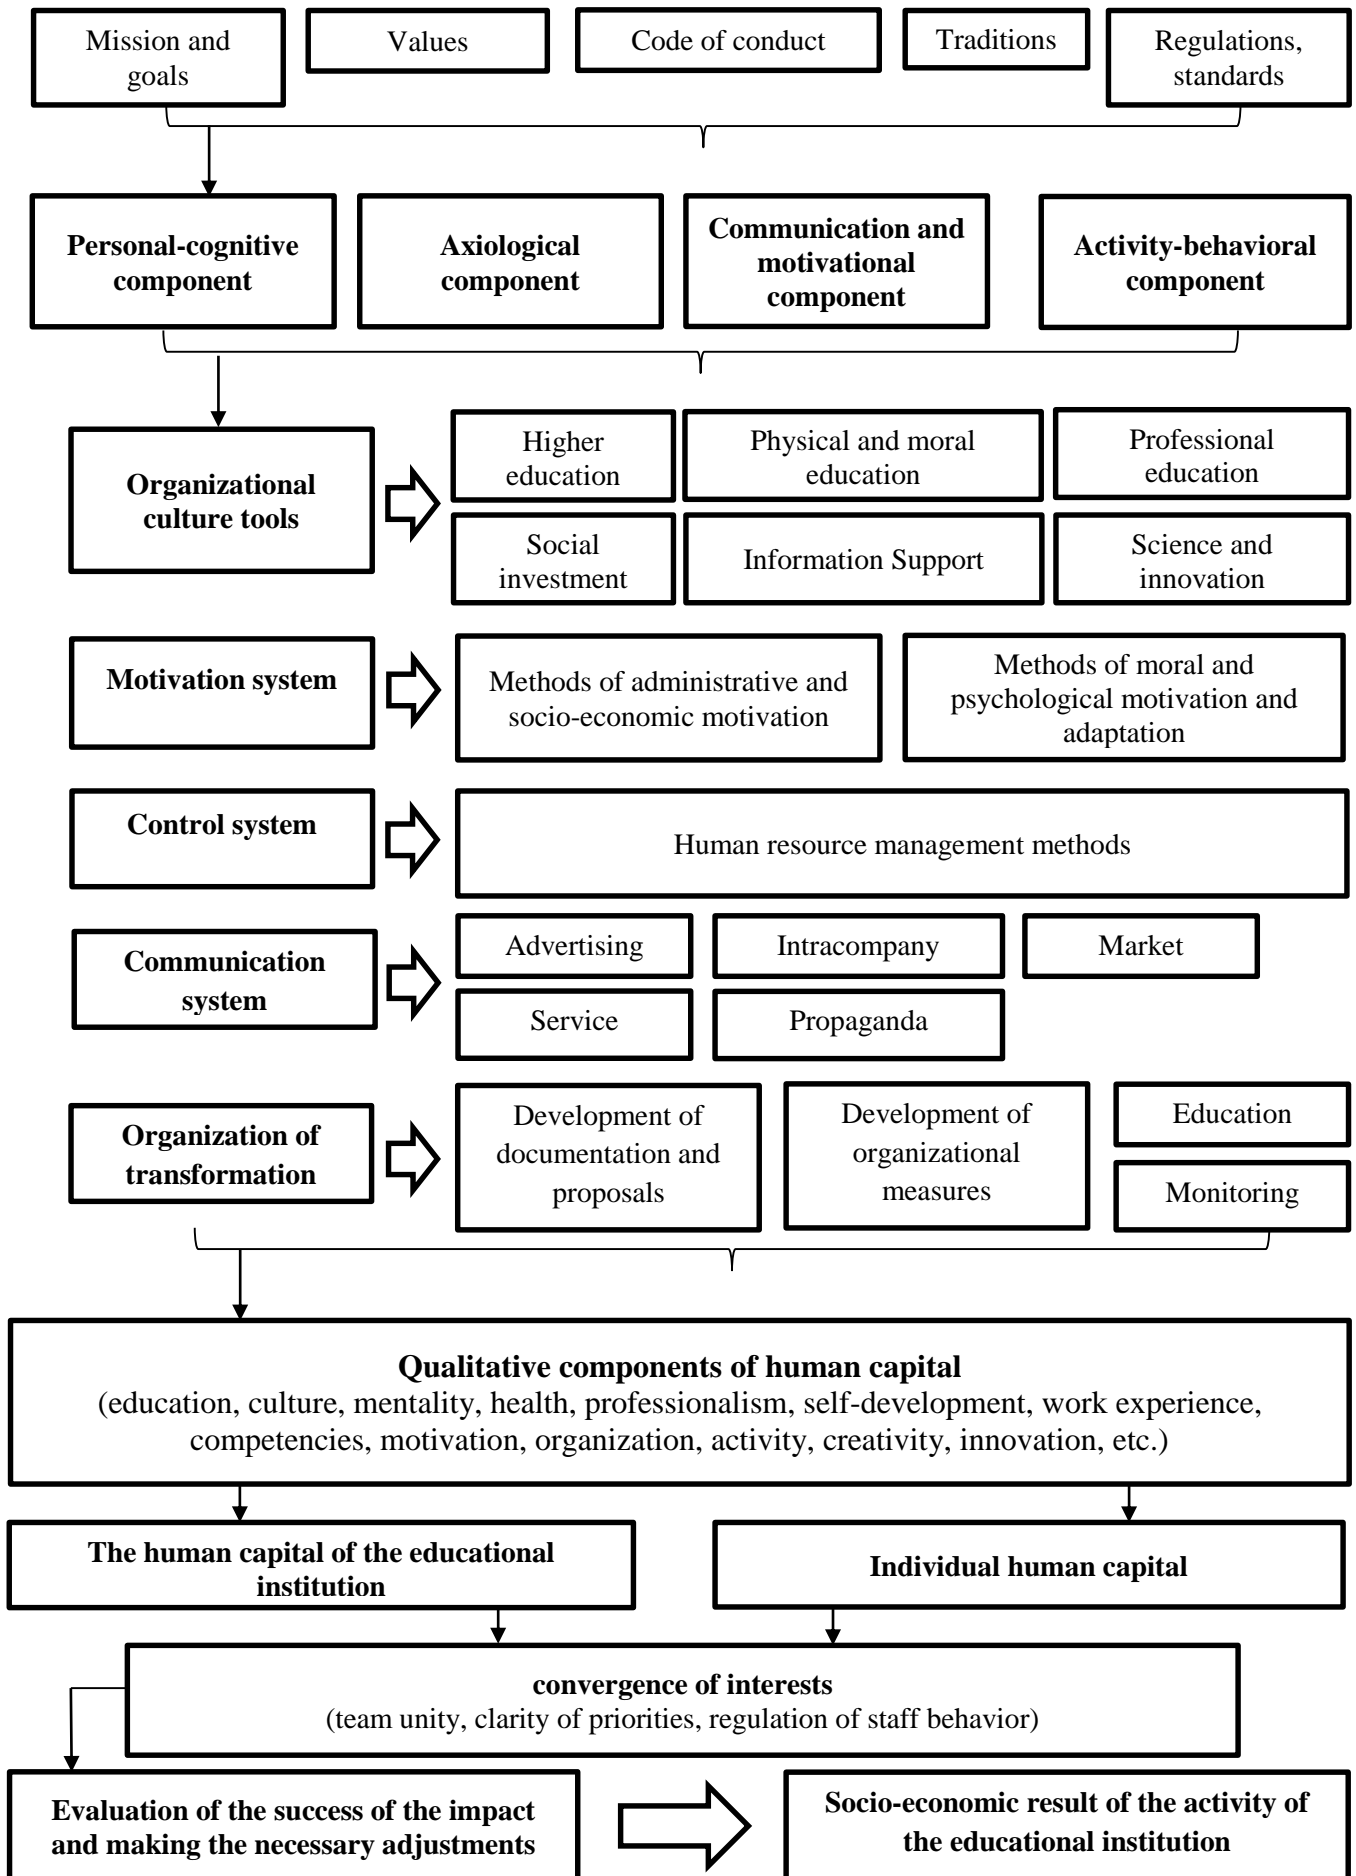 Mission and
goals
Values
Code of conduct
Traditions
Regulations,
standards
Personal-cognitive
component
Axiological
component
Communication and
motivational
component
Activity-behavioral
component
Organizational
culture tools
Higher
education
Physical and moral
education
Professional
education
Social
investment
Information Support
Science and
innovation
Motivation system
Methods of administrative and
socio-economic motivation
Methods of moral and
psychological motivation and
adaptation
Control system
Human resource management methods
Communication
system
Advertising
Intracompany
Market
Service
Propaganda
Organization of
transformation
Development of
documentation and
proposals
Development of
organizational
measures
Education
Monitoring
Qualitative components of human capital
(education, culture, mentality, health, professionalism, self-development, work experience,
competencies, motivation, organization, activity, creativity, innovation, etc.)
The human capital of the educational
institution
Individual human capital
convergence of interests
(team unity, clarity of priorities, regulation of staff behavior)
Evaluation of the success of the impact
and making the necessary adjustments
Socio-economic result of the activity of
the educational institution